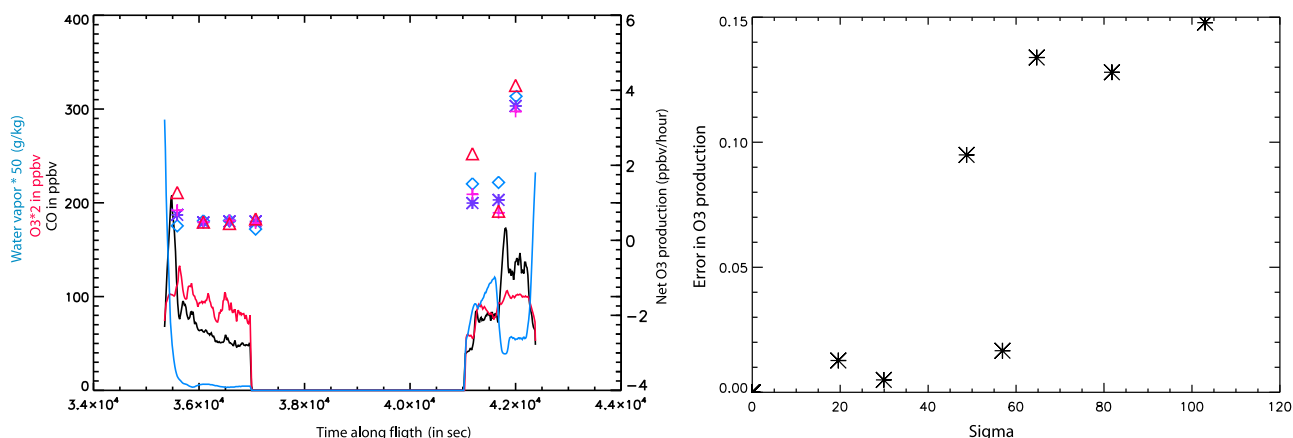 400
300
200
100
0
Water vapor * 50 (g/kg)
O3*2 in ppbv
CO in ppbv
6
4
2
0
−2
−4
Net O3 production (ppbv/hour)
3.4×10⁴ 3.6×10⁴ 3.8×10⁴ 4.0×10⁴ 4.2×10⁴ 4.4×10⁴
Time along fligth (in sec)
0.15
0.10
0.05
0.00
Error in O3 production
0 20 40 60 80 100 120
Sigma